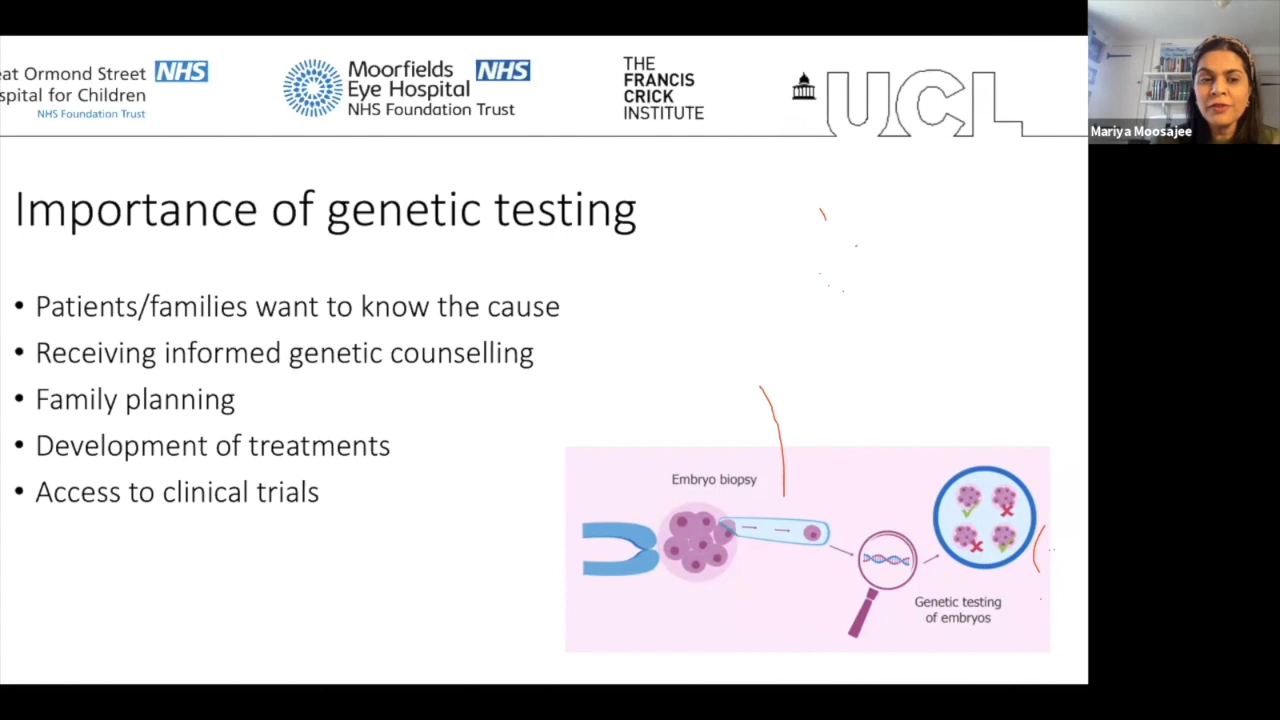 eat Ormond Street NHS
spital for Children
NHS Foundation Trust
Moorfields NHS
Eye Hospital
NHS Foundation Trust
THE
FRANCIS
CRICK
INSTITUTE
UCL
Mariya Moosajee
Importance of genetic testing
• Patients/families want to know the cause
• Receiving informed genetic counselling
• Family planning
• Development of treatments
• Access to clinical trials
Embryo biopsy
Genetic testing
of embryos